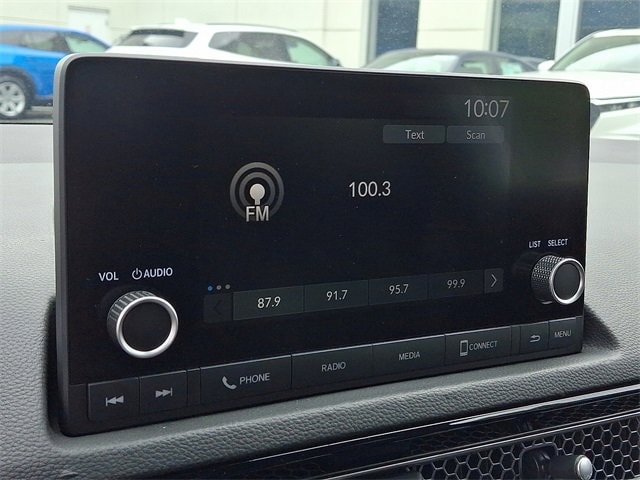 10:07
Text Scan
100.3
FM
LIST SELECT
VOL AUDIO
87.9 91.7 95.7 99.9
PHONE RADIO MEDIA CONNECT MENU